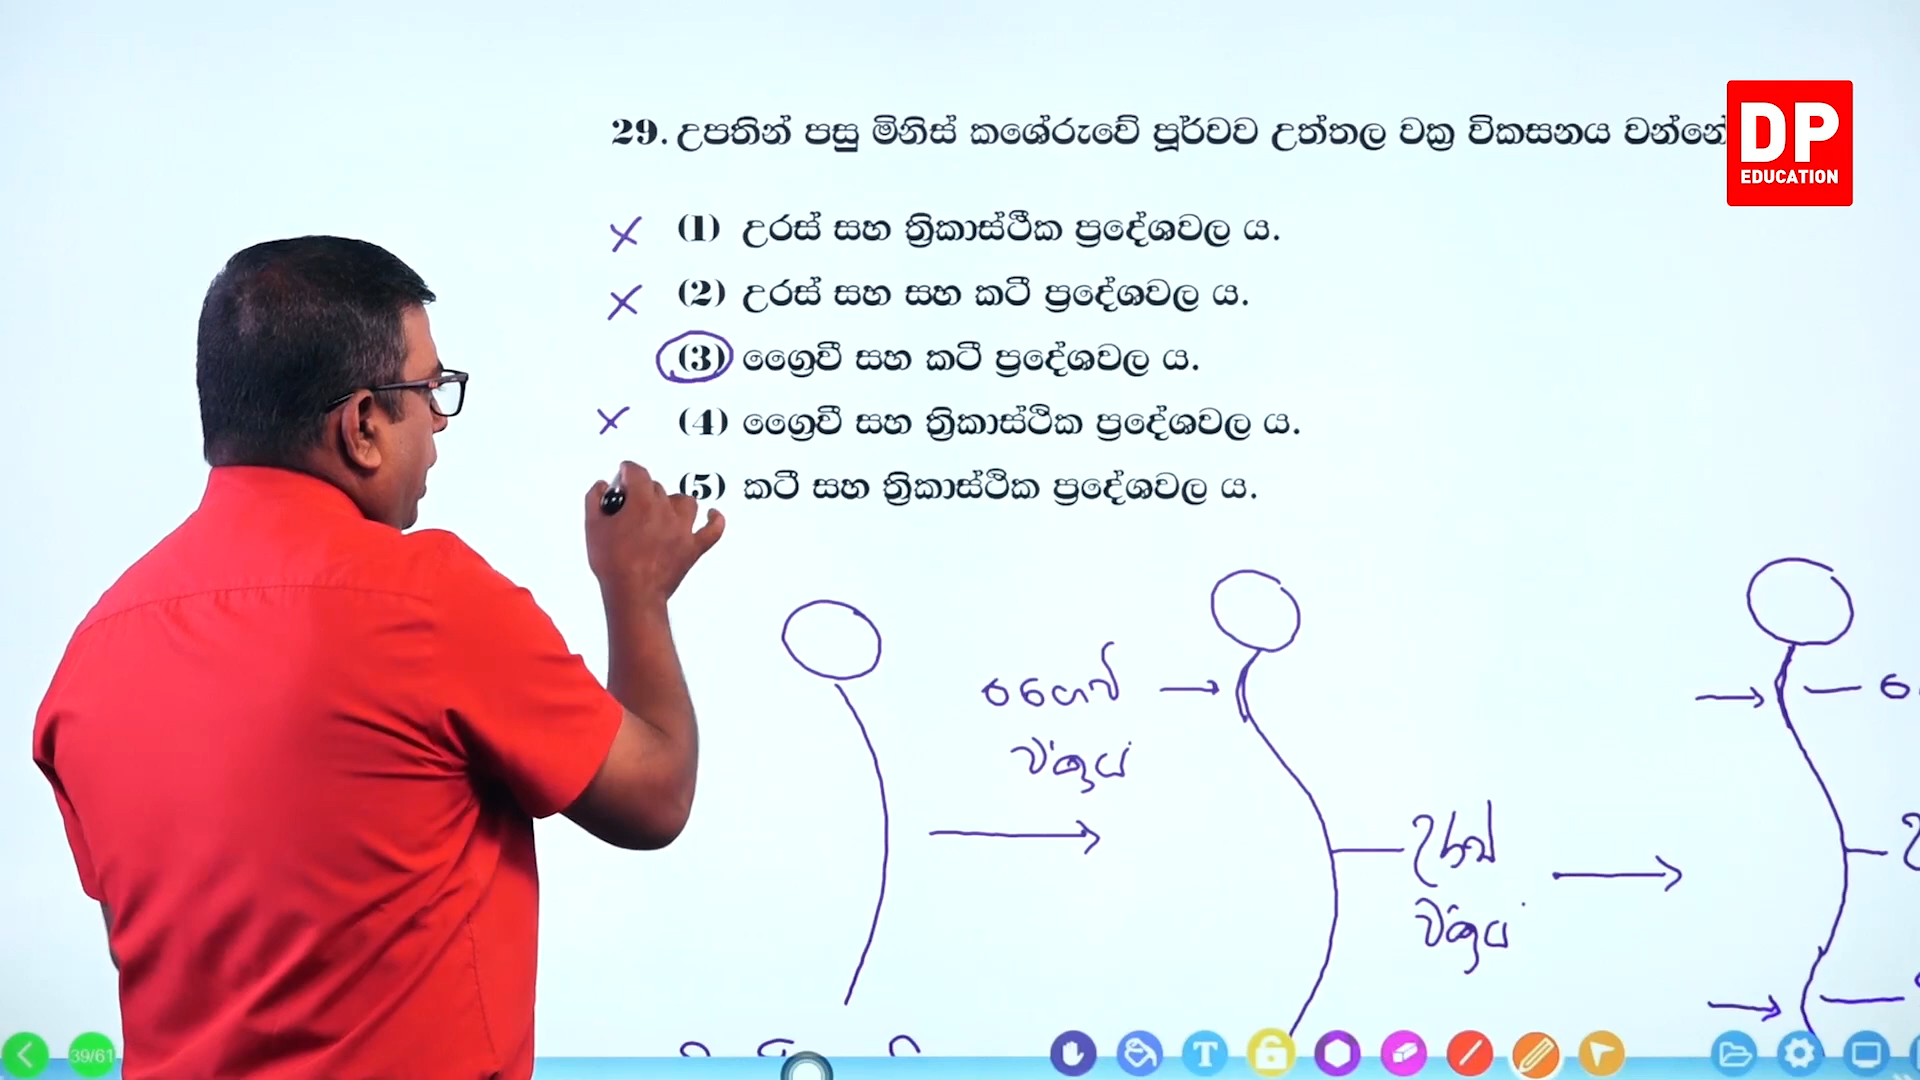 29. උපතින් පසු මිනිස් කශේරුවේ පූර්වව උත්තල වක්‍ර විකසනය වන්නේ
(1) උරස් සහ ත්‍රිකාස්ථික ප්‍රදේශවල ය.
(2) උරස් සහ සහ කටී ප්‍රදේශවල ය.
(3) ග්‍රෛවී සහ කටී ප්‍රදේශවල ය.
(4) ග්‍රෛවී සහ ත්‍රිකාස්ථික ප්‍රදේශවල ය.
(5) කටී සහ ත්‍රිකාස්ථික ප්‍රදේශවල ය.
DP
EDUCATION
වක්‍රය
උරස්
වක්‍රය
39/61